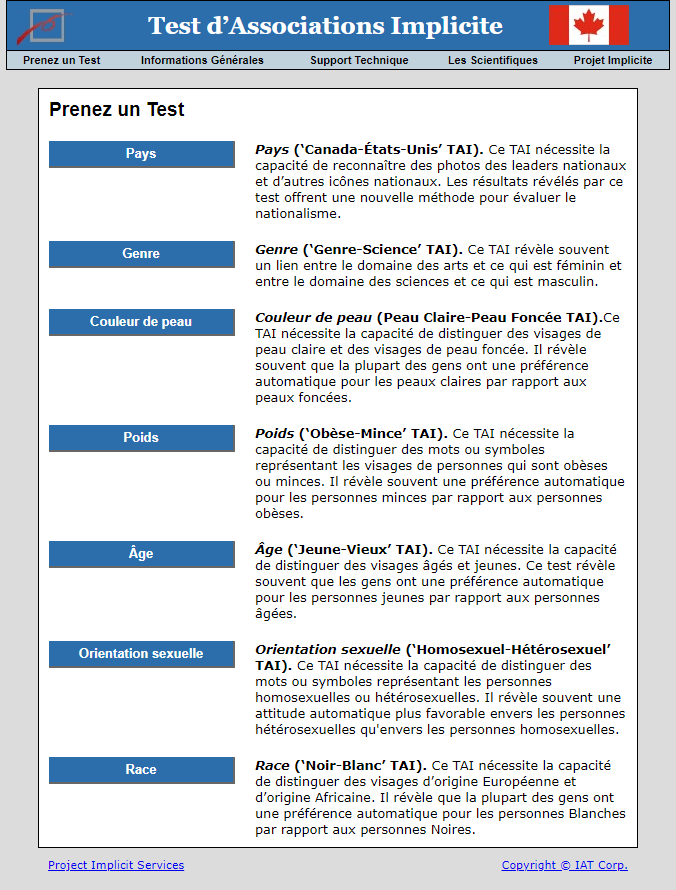 Test d’Associations Implicite
Prenez un Test Informations Générales Support Technique Les Scientifiques Projet Implicite
Prenez un Test
Pays
Pays (‘Canada-États-Unis’ TAI). Ce TAI nécessite la
capacité de reconnaître des photos des leaders nationaux
et d’autres icônes nationaux. Les résultats révélés par ce
test offrent une nouvelle méthode pour évaluer le
nationalisme.
Genre
Genre (‘Genre-Science’ TAI). Ce TAI révèle souvent
un lien entre le domaine des arts et ce qui est féminin et
entre le domaine des sciences et ce qui est masculin.
Couleur de peau
Couleur de peau (Peau Claire-Peau Foncée TAI).Ce
TAI nécessite la capacité de distinguer des visages de
peau claire et des visages de peau foncée. Il révèle
souvent que la plupart des gens ont une préférence
automatique pour les peaux claires par rapport aux
peaux foncées.
Poids
Poids (‘Obèse-Mince’ TAI). Ce TAI nécessite la
capacité de distinguer des mots ou symboles
représentant les visages de personnes qui sont obèses
ou minces. Il révèle souvent une préférence automatique
pour les personnes minces par rapport aux personnes
obèses.
Âge
Âge (‘Jeune-Vieux’ TAI). Ce TAI nécessite la capacité
de distinguer des visages âgés et jeunes. Ce test révèle
souvent que les gens ont une préférence automatique
pour les personnes jeunes par rapport aux personnes
âgées.
Orientation sexuelle
Orientation sexuelle (‘Homosexuel-Hétérosexuel’
TAI). Ce TAI nécessite la capacité de distinguer des
mots ou symboles représentant les personnes
homosexuelles ou hétérosexuelles. Il révèle souvent une
attitude automatique plus favorable envers les personnes
hétérosexuelles qu'envers les personnes homosexuelles.
Race
Race (‘Noir-Blanc’ TAI). Ce TAI nécessite la capacité
de distinguer des visages d’origine Européenne et
d’origine Africaine. Il révèle que la plupart des gens ont
une préférence automatique pour les personnes Blanches
par rapport aux personnes Noires.
Project Implicit Services Copyright © IAT Corp.